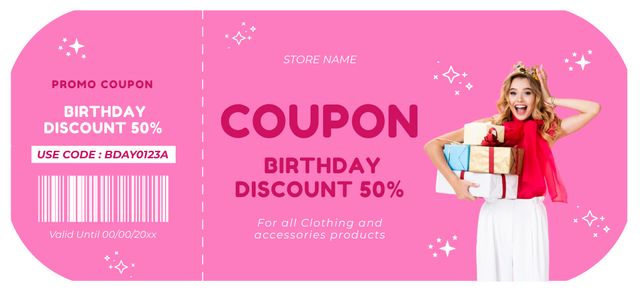 PROMO COUPON
BIRTHDAY
DISCOUNT 50%
USE CODE : BDAY0123A
Valid Until 00/00/20xx
STORE NAME
COUPON
BIRTHDAY
DISCOUNT 50%
For all Clothing and
accessories products